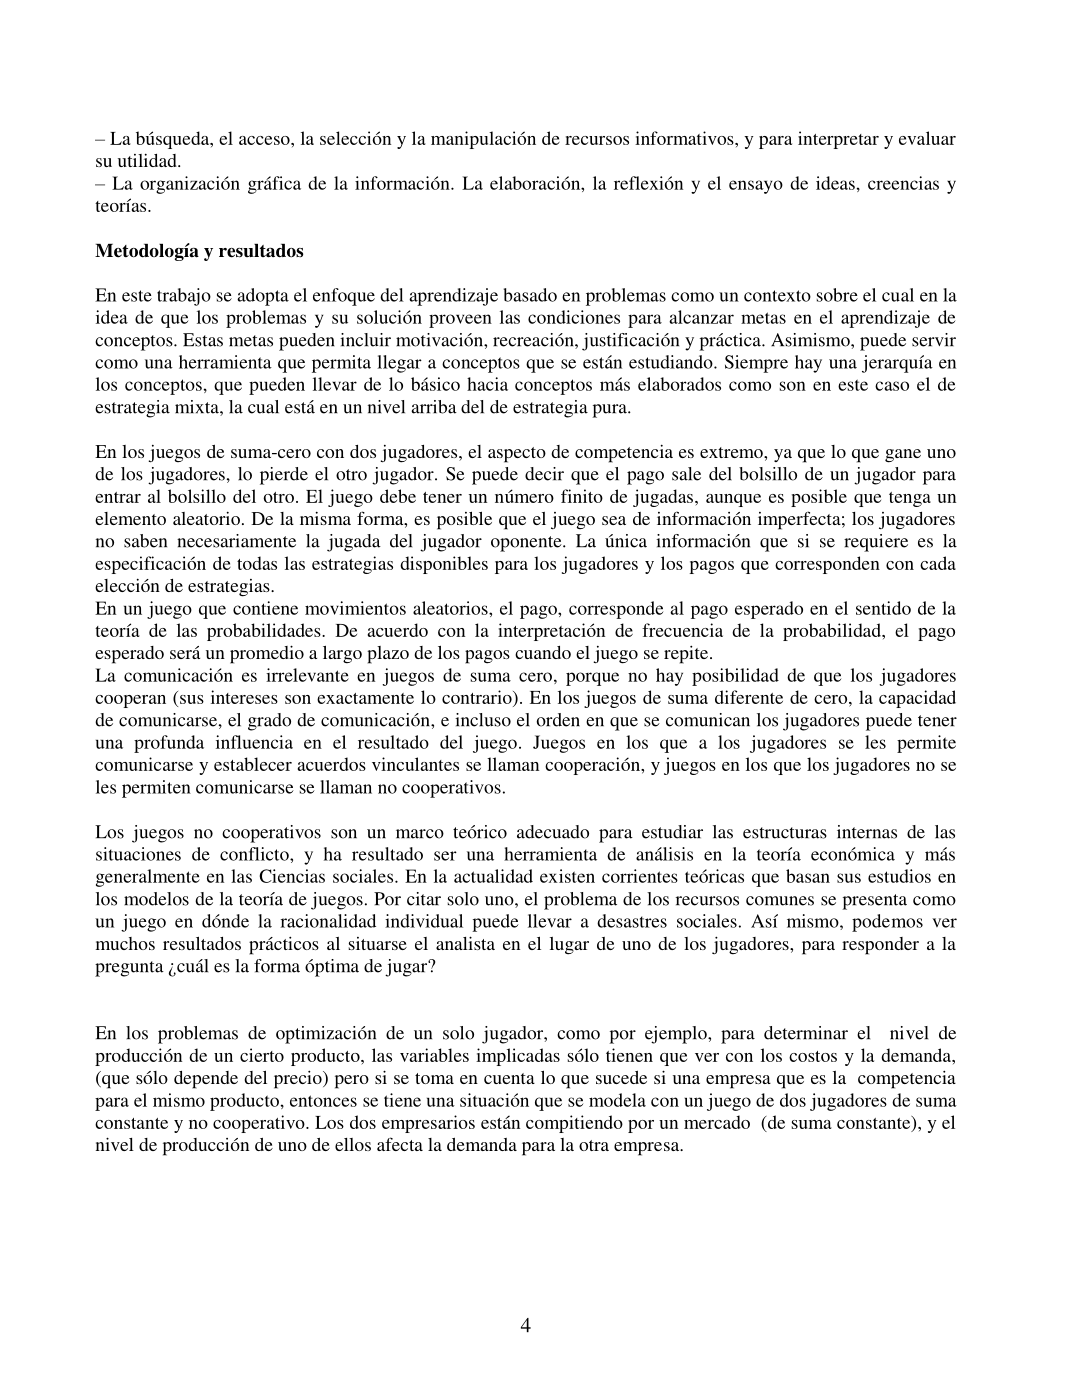 – La búsqueda, el acceso, la selección y la manipulación de recursos informativos, y para interpretar y evaluar
su utilidad.
– La organización gráfica de la información. La elaboración, la reflexión y el ensayo de ideas, creencias y
teorías.
Metodología y resultados
En este trabajo se adopta el enfoque del aprendizaje basado en problemas como un contexto sobre el cual en la
idea de que los problemas y su solución proveen las condiciones para alcanzar metas en el aprendizaje de
conceptos. Estas metas pueden incluir motivación, recreación, justificación y práctica. Asimismo, puede servir
como una herramienta que permita llegar a conceptos que se están estudiando. Siempre hay una jerarquía en
los conceptos, que pueden llevar de lo básico hacia conceptos más elaborados como son en este caso el de
estrategia mixta, la cual está en un nivel arriba del de estrategia pura.
En los juegos de suma-cero con dos jugadores, el aspecto de competencia es extremo, ya que lo que gane uno
de los jugadores, lo pierde el otro jugador. Se puede decir que el pago sale del bolsillo de un jugador para
entrar al bolsillo del otro. El juego debe tener un número finito de jugadas, aunque es posible que tenga un
elemento aleatorio. De la misma forma, es posible que el juego sea de información imperfecta; los jugadores
no saben necesariamente la jugada del jugador oponente. La única información que si se requiere es la
especificación de todas las estrategias disponibles para los jugadores y los pagos que corresponden con cada
elección de estrategias.
En un juego que contiene movimientos aleatorios, el pago, corresponde al pago esperado en el sentido de la
teoría de las probabilidades. De acuerdo con la interpretación de frecuencia de la probabilidad, el pago
esperado será un promedio a largo plazo de los pagos cuando el juego se repite.
La comunicación es irrelevante en juegos de suma cero, porque no hay posibilidad de que los jugadores
cooperan (sus intereses son exactamente lo contrario). En los juegos de suma diferente de cero, la capacidad
de comunicarse, el grado de comunicación, e incluso el orden en que se comunican los jugadores puede tener
una profunda influencia en el resultado del juego. Juegos en los que a los jugadores se les permite
comunicarse y establecer acuerdos vinculantes se llaman cooperación, y juegos en los que los jugadores no se
les permiten comunicarse se llaman no cooperativos.
Los juegos no cooperativos son un marco teórico adecuado para estudiar las estructuras internas de las
situaciones de conflicto, y ha resultado ser una herramienta de análisis en la teoría económica y más
generalmente en las Ciencias sociales. En la actualidad existen corrientes teóricas que basan sus estudios en
los modelos de la teoría de juegos. Por citar solo uno, el problema de los recursos comunes se presenta como
un juego en dónde la racionalidad individual puede llevar a desastres sociales. Así mismo, podemos ver
muchos resultados prácticos al situarse el analista en el lugar de uno de los jugadores, para responder a la
pregunta ¿cuál es la forma óptima de jugar?
En los problemas de optimización de un solo jugador, como por ejemplo, para determinar el nivel de
producción de un cierto producto, las variables implicadas sólo tienen que ver con los costos y la demanda,
(que sólo depende del precio) pero si se toma en cuenta lo que sucede si una empresa que es la competencia
para el mismo producto, entonces se tiene una situación que se modela con un juego de dos jugadores de suma
constante y no cooperativo. Los dos empresarios están compitiendo por un mercado (de suma constante), y el
nivel de producción de uno de ellos afecta la demanda para la otra empresa.
4